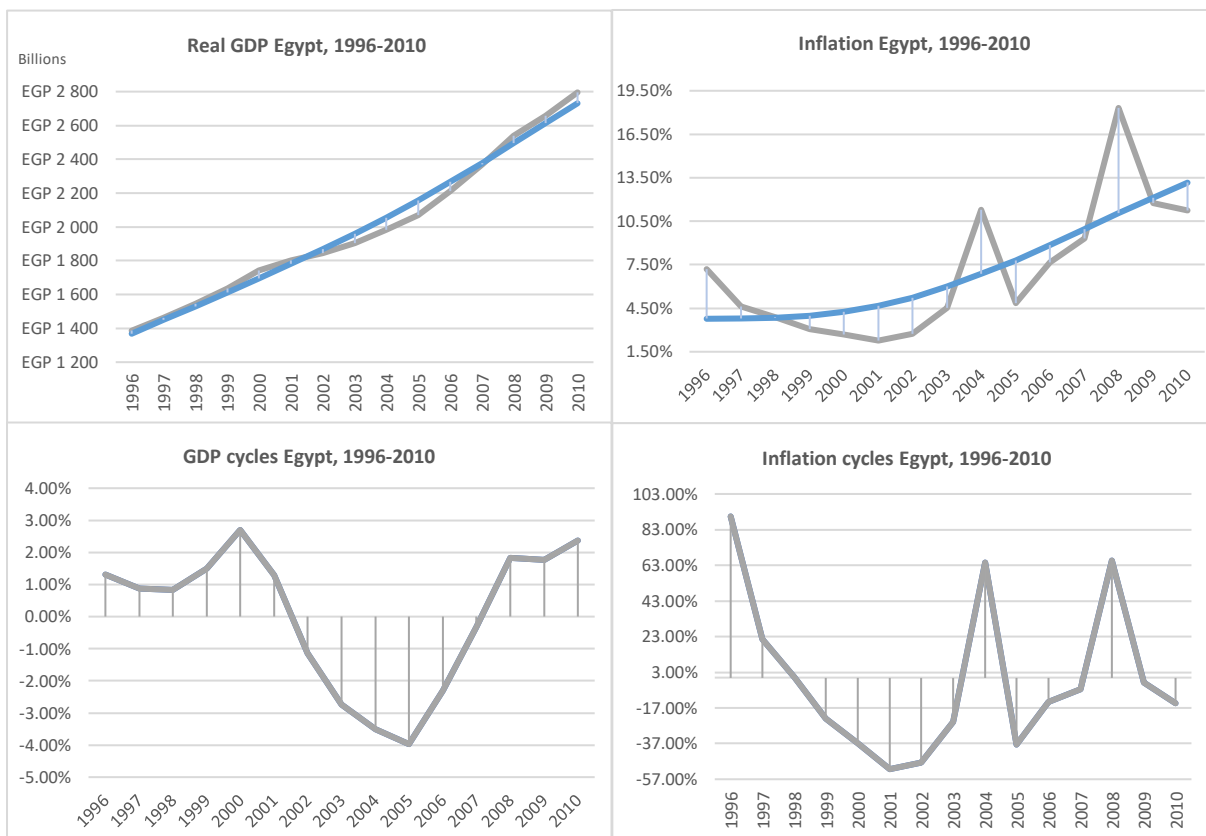 Real GDP Egypt, 1996-2010
Billions
EGP 2 800
EGP 2 600
EGP 2 400
EGP 2 200
EGP 2 000
EGP 1 800
EGP 1 600
EGP 1 400
EGP 1 200
1996 1997 1998 1999 2000 2001 2002 2003 2004 2005 2006 2007 2008 2009 2010
Inflation Egypt, 1996-2010
19.50%
16.50%
13.50%
10.50%
7.50%
4.50%
1.50%
1996 1997 1998 1999 2000 2001 2002 2003 2004 2005 2006 2007 2008 2009 2010
GDP cycles Egypt, 1996-2010
4.00%
3.00%
2.00%
1.00%
0.00%
-1.00%
-2.00%
-3.00%
-4.00%
-5.00%
1996 1997 1998 1999 2000 2001 2002 2003 2004 2005 2006 2007 2008 2009 2010
Inflation cycles Egypt, 1996-2010
103.00%
83.00%
63.00%
43.00%
23.00%
3.00%
-17.00%
-37.00%
-57.00%
1996 1997 1998 1999 2000 2001 2002 2003 2004 2005 2006 2007 2008 2009 2010